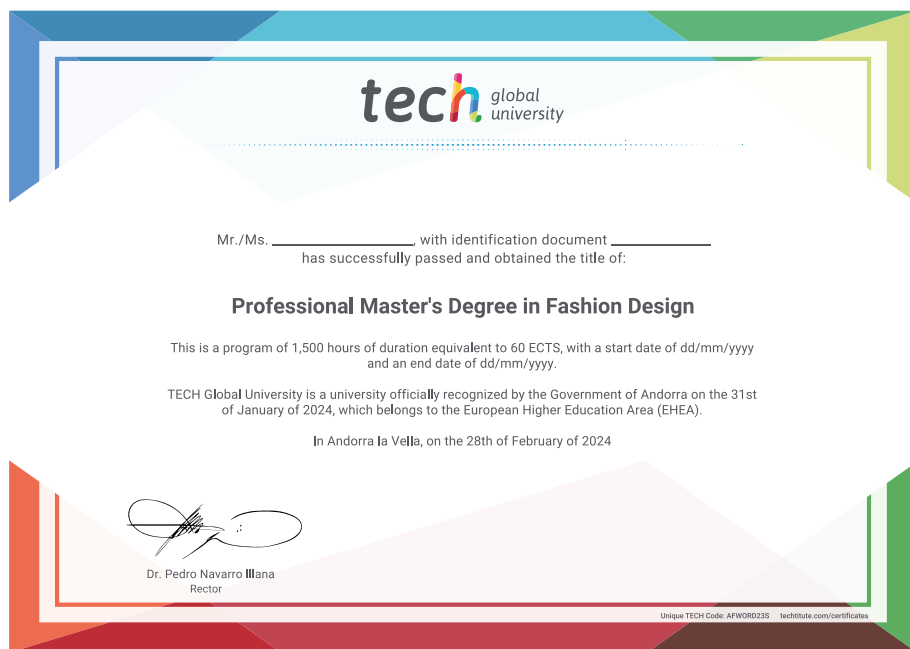 tech global university
Mr./Ms. ____________________, with identification document ______________
has successfully passed and obtained the title of:
Professional Master's Degree in Fashion Design
This is a program of 1,500 hours of duration equivalent to 60 ECTS, with a start date of dd/mm/yyyy
and an end date of dd/mm/yyyy.
TECH Global University is a university officially recognized by the Government of Andorra on the 31st
of January of 2024, which belongs to the European Higher Education Area (EHEA).
In Andorra la Vella, on the 28th of February of 2024
Dr. Pedro Navarro Illana
Rector
Unique TECH Code: AFWORD23S techtitute.com/certificates